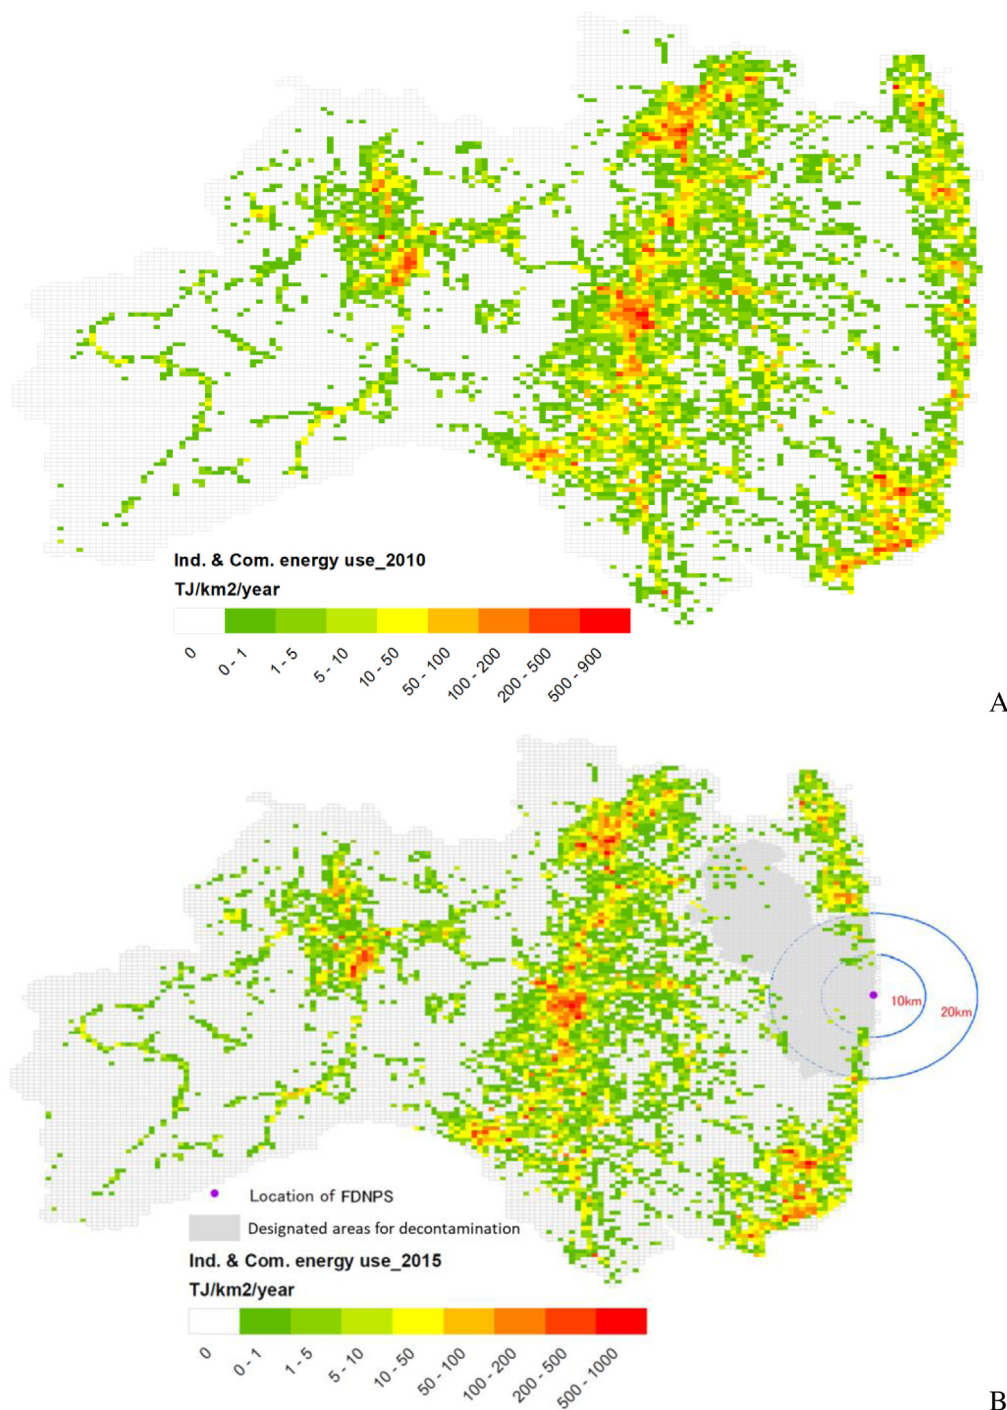 Ind. & Com. energy use_2010
TJ/km2/year
0 0 - 1 1 - 5 5 - 10 10 - 50 50 - 100 100 - 200 200 - 500 500 - 900
A
10km
20km
Location of FDNPS
Designated areas for decontamination
Ind. & Com. energy use_2015
TJ/km2/year
0 0 - 1 1 - 5 5 - 10 10 - 50 50 - 100 100 - 200 200 - 500 500 - 1000
B